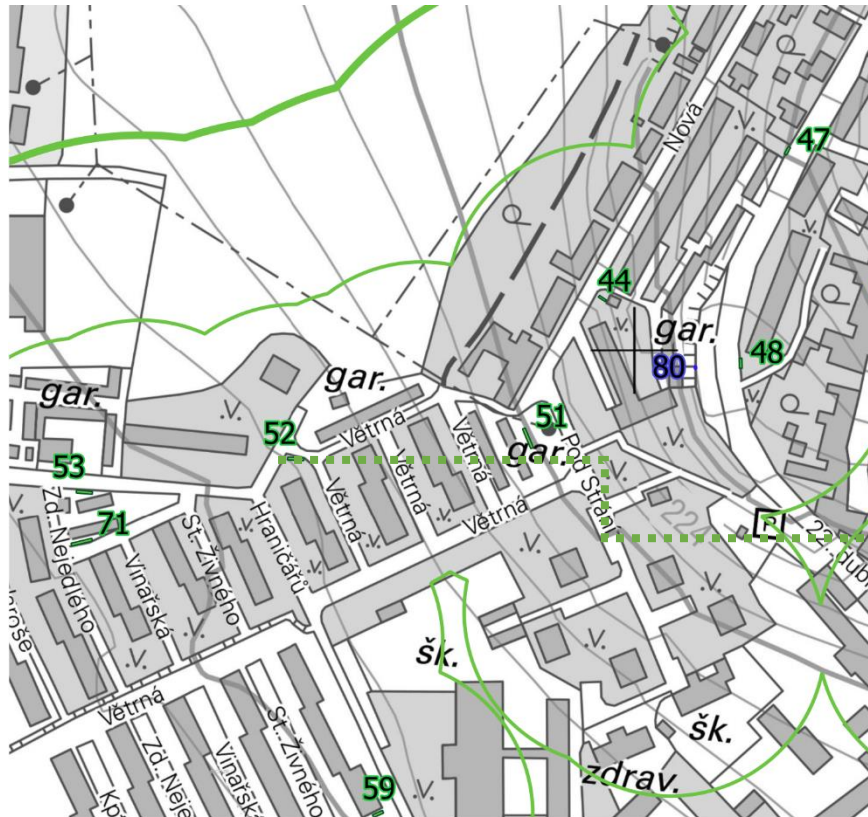 47
Nová
44
gar.
80
48
gar.
gar.
51
52
Větrná
Větrná
gar.
Pod Strání
53
Větrná
Větrná
Větrná
224
P
Zd. Nejedlého
71
St. Živného
Hraničářů
Vinařská
šk.
Větrná
šk.
St. Živného
zdrav.
Zd. Neje
Vinařská
59